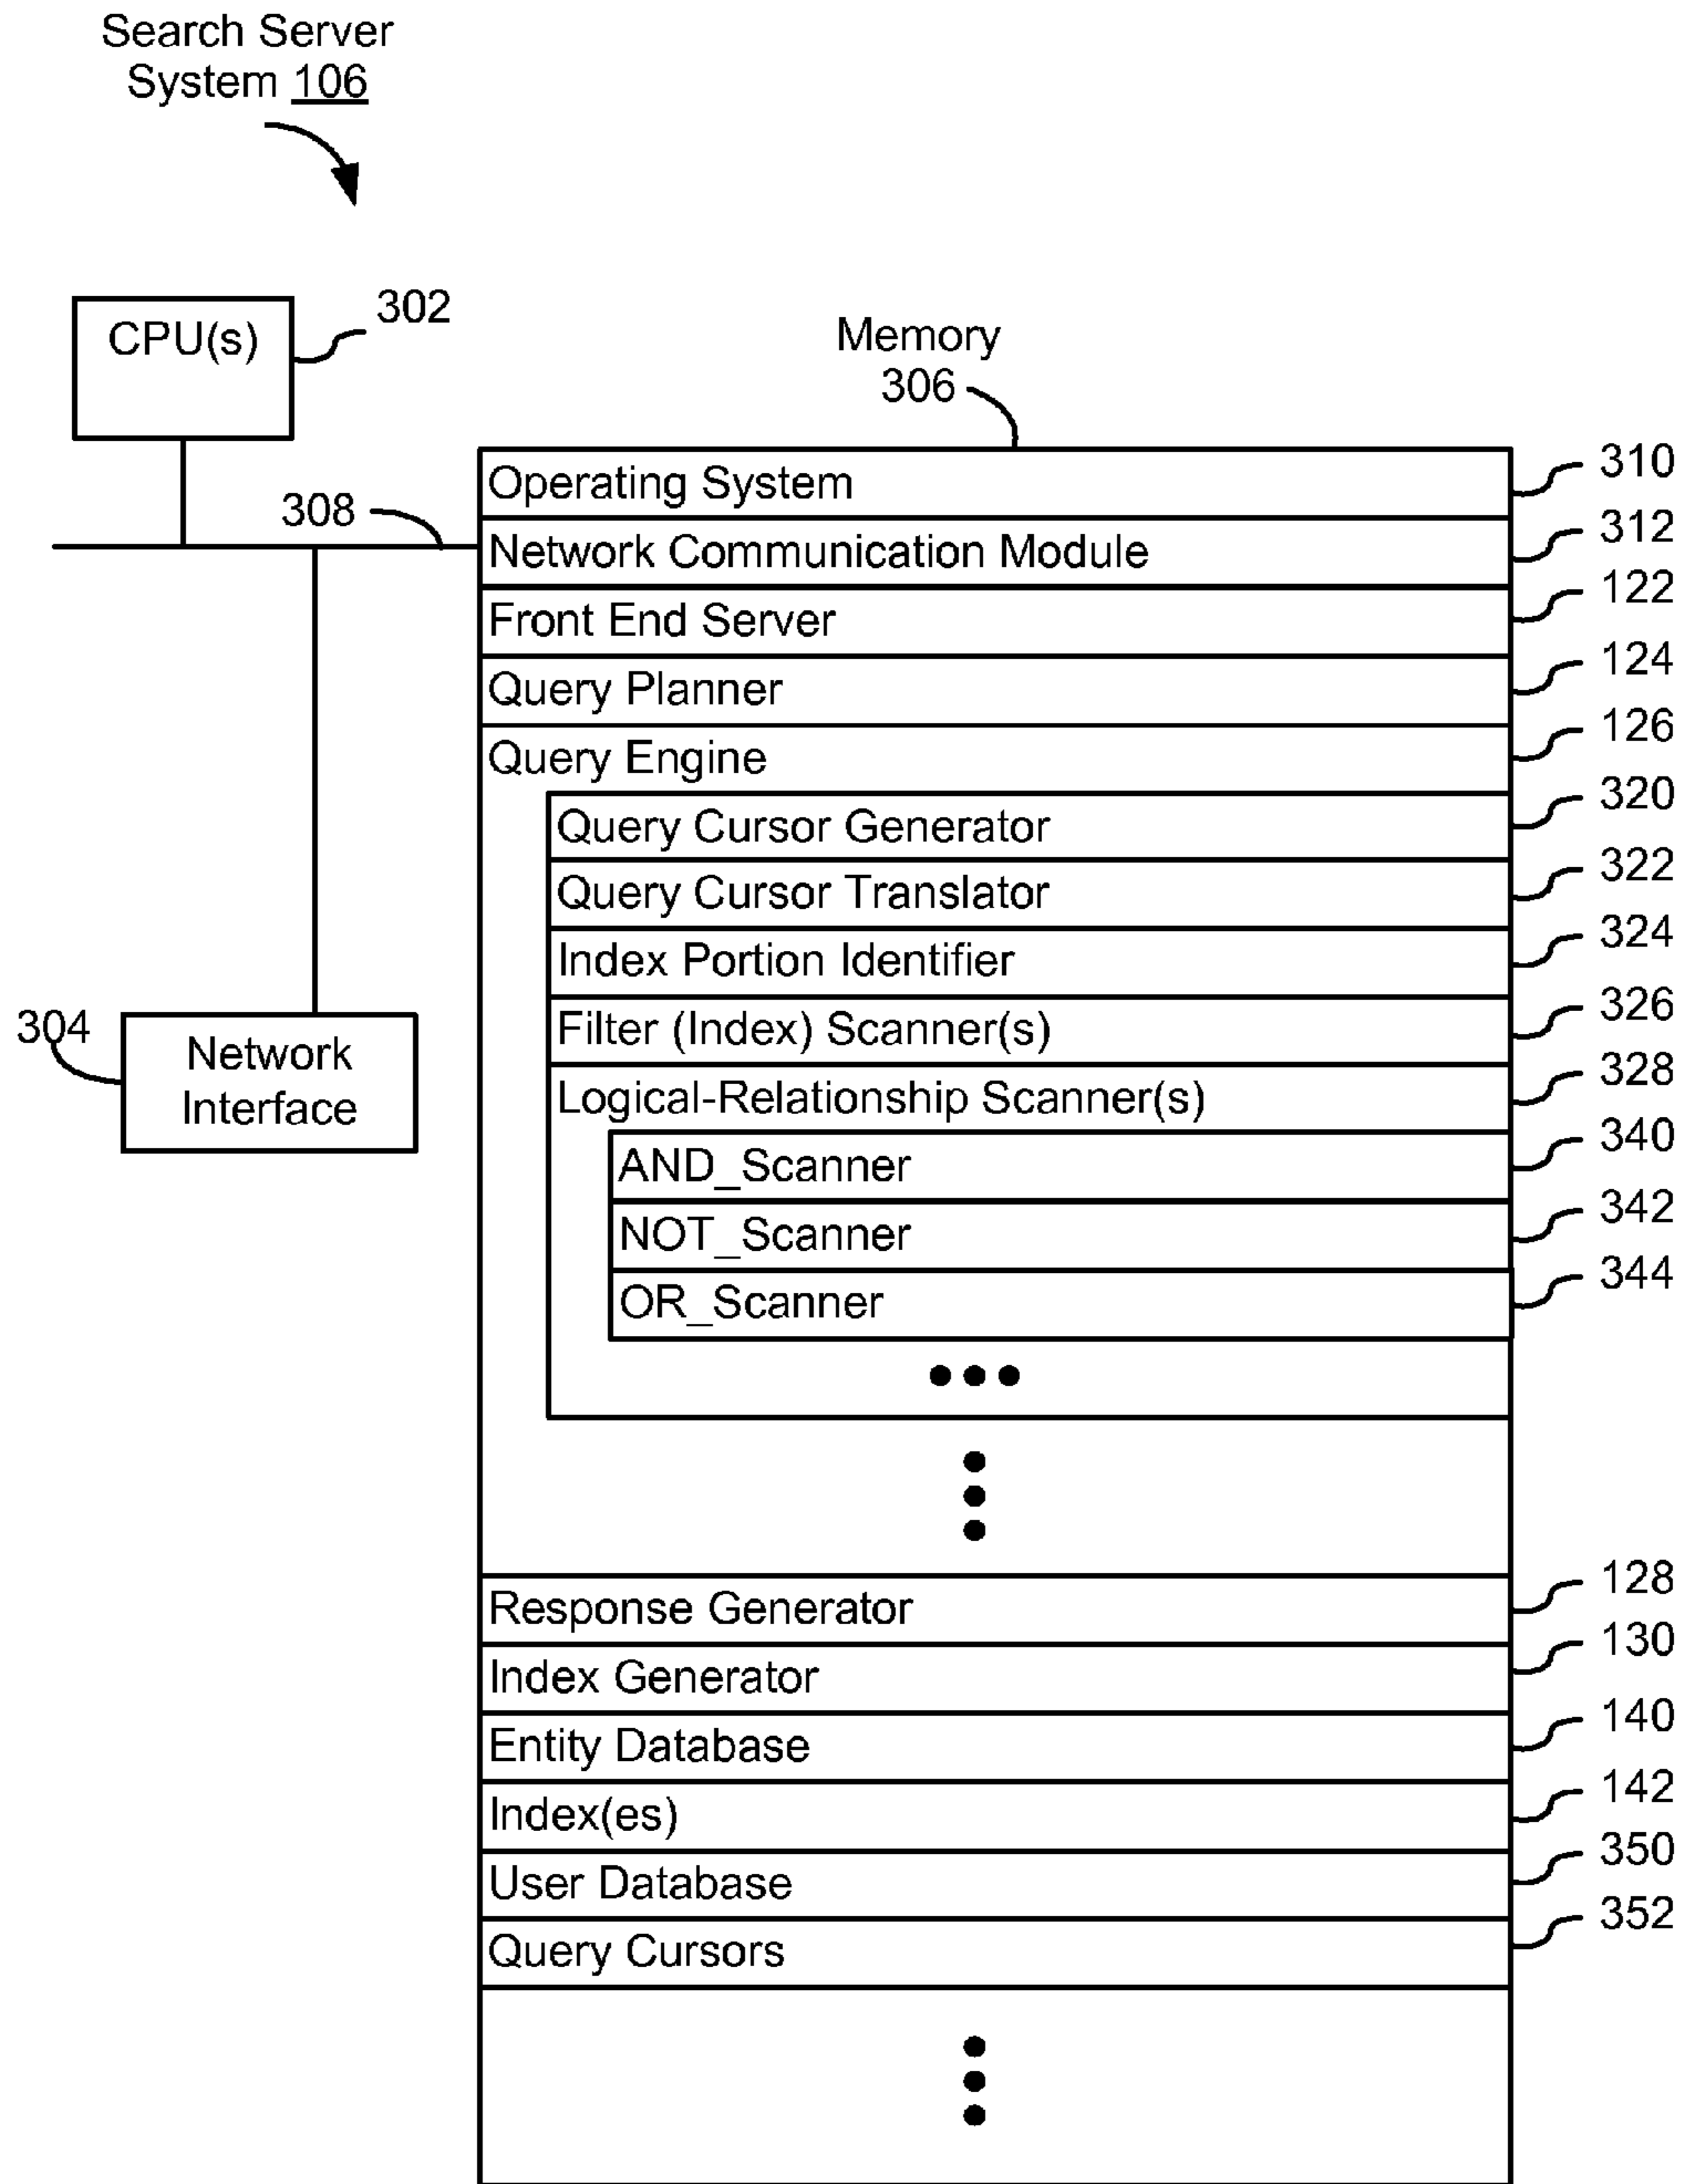 Search Server
System 106
CPU(s)
302
Memory
306
308
Operating System
310
Network Communication Module
312
Front End Server
122
Query Planner
124
Query Engine
126
Query Cursor Generator
320
Query Cursor Translator
322
Index Portion Identifier
324
Filter (Index) Scanner(s)
326
Logical-Relationship Scanner(s)
328
AND_Scanner
340
NOT_Scanner
342
OR_Scanner
344
304
Network
Interface
Response Generator
128
Index Generator
130
Entity Database
140
Index(es)
142
User Database
350
Query Cursors
352